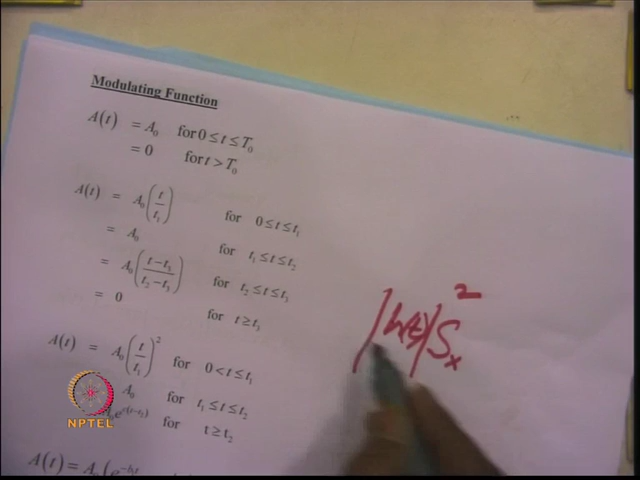 Modulating Function
A(t) = A₀ for 0 ≤ t ≤ T₀
= 0 for t > T₀
A(t) = A₀(t/t₁) for 0 ≤ t ≤ t₁
= A₀ for t₁ ≤ t ≤ t₂
= A₀((t−t₃)/(t₂−t₃)) for t₂ ≤ t ≤ t₃
= 0 for t ≥ t₃
A(t) = A₀(t/t₁)² for 0 < t ≤ t₁
A₀ for t₁ ≤ t ≤ t₂
for t ≥ t₂
A(t) = A₀(e^(−b₁t
|h(t)|² Sₓ
NPTEL